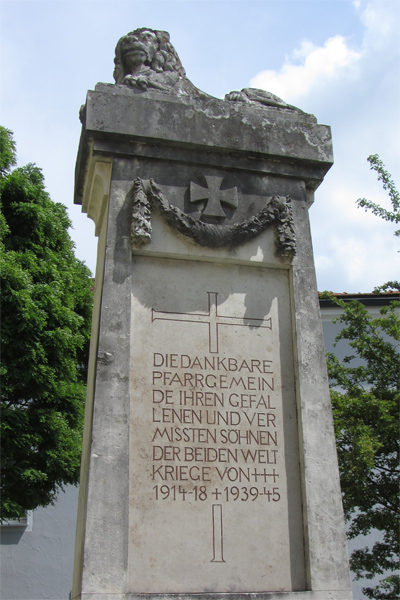 DIE DANKBARE
PFARRGEMEIN
DE IHREN GEFAL
LENEN UND VER
MISSTEN SÖHNEN
DER BEIDEN WELT
KRIEGE VON †††
1914-18 + 1939-45